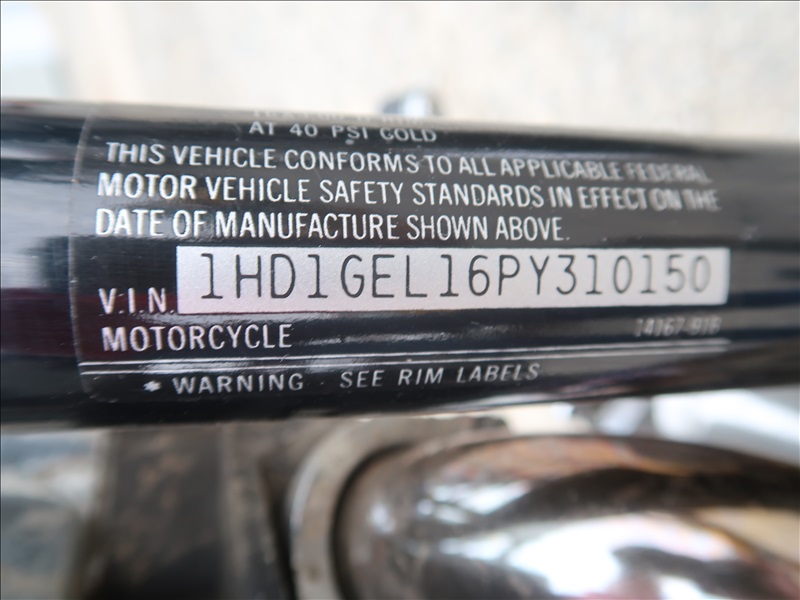 AT 40 PSI COLD
THIS VEHICLE CONFORMS TO ALL APPLICABLE FEDERAL
MOTOR VEHICLE SAFETY STANDARDS IN EFFECT ON THE
DATE OF MANUFACTURE SHOWN ABOVE.
V.I.N. 1HD1GEL16PY310150
MOTORCYCLE 14167-91B
* WARNING - SEE RIM LABELS